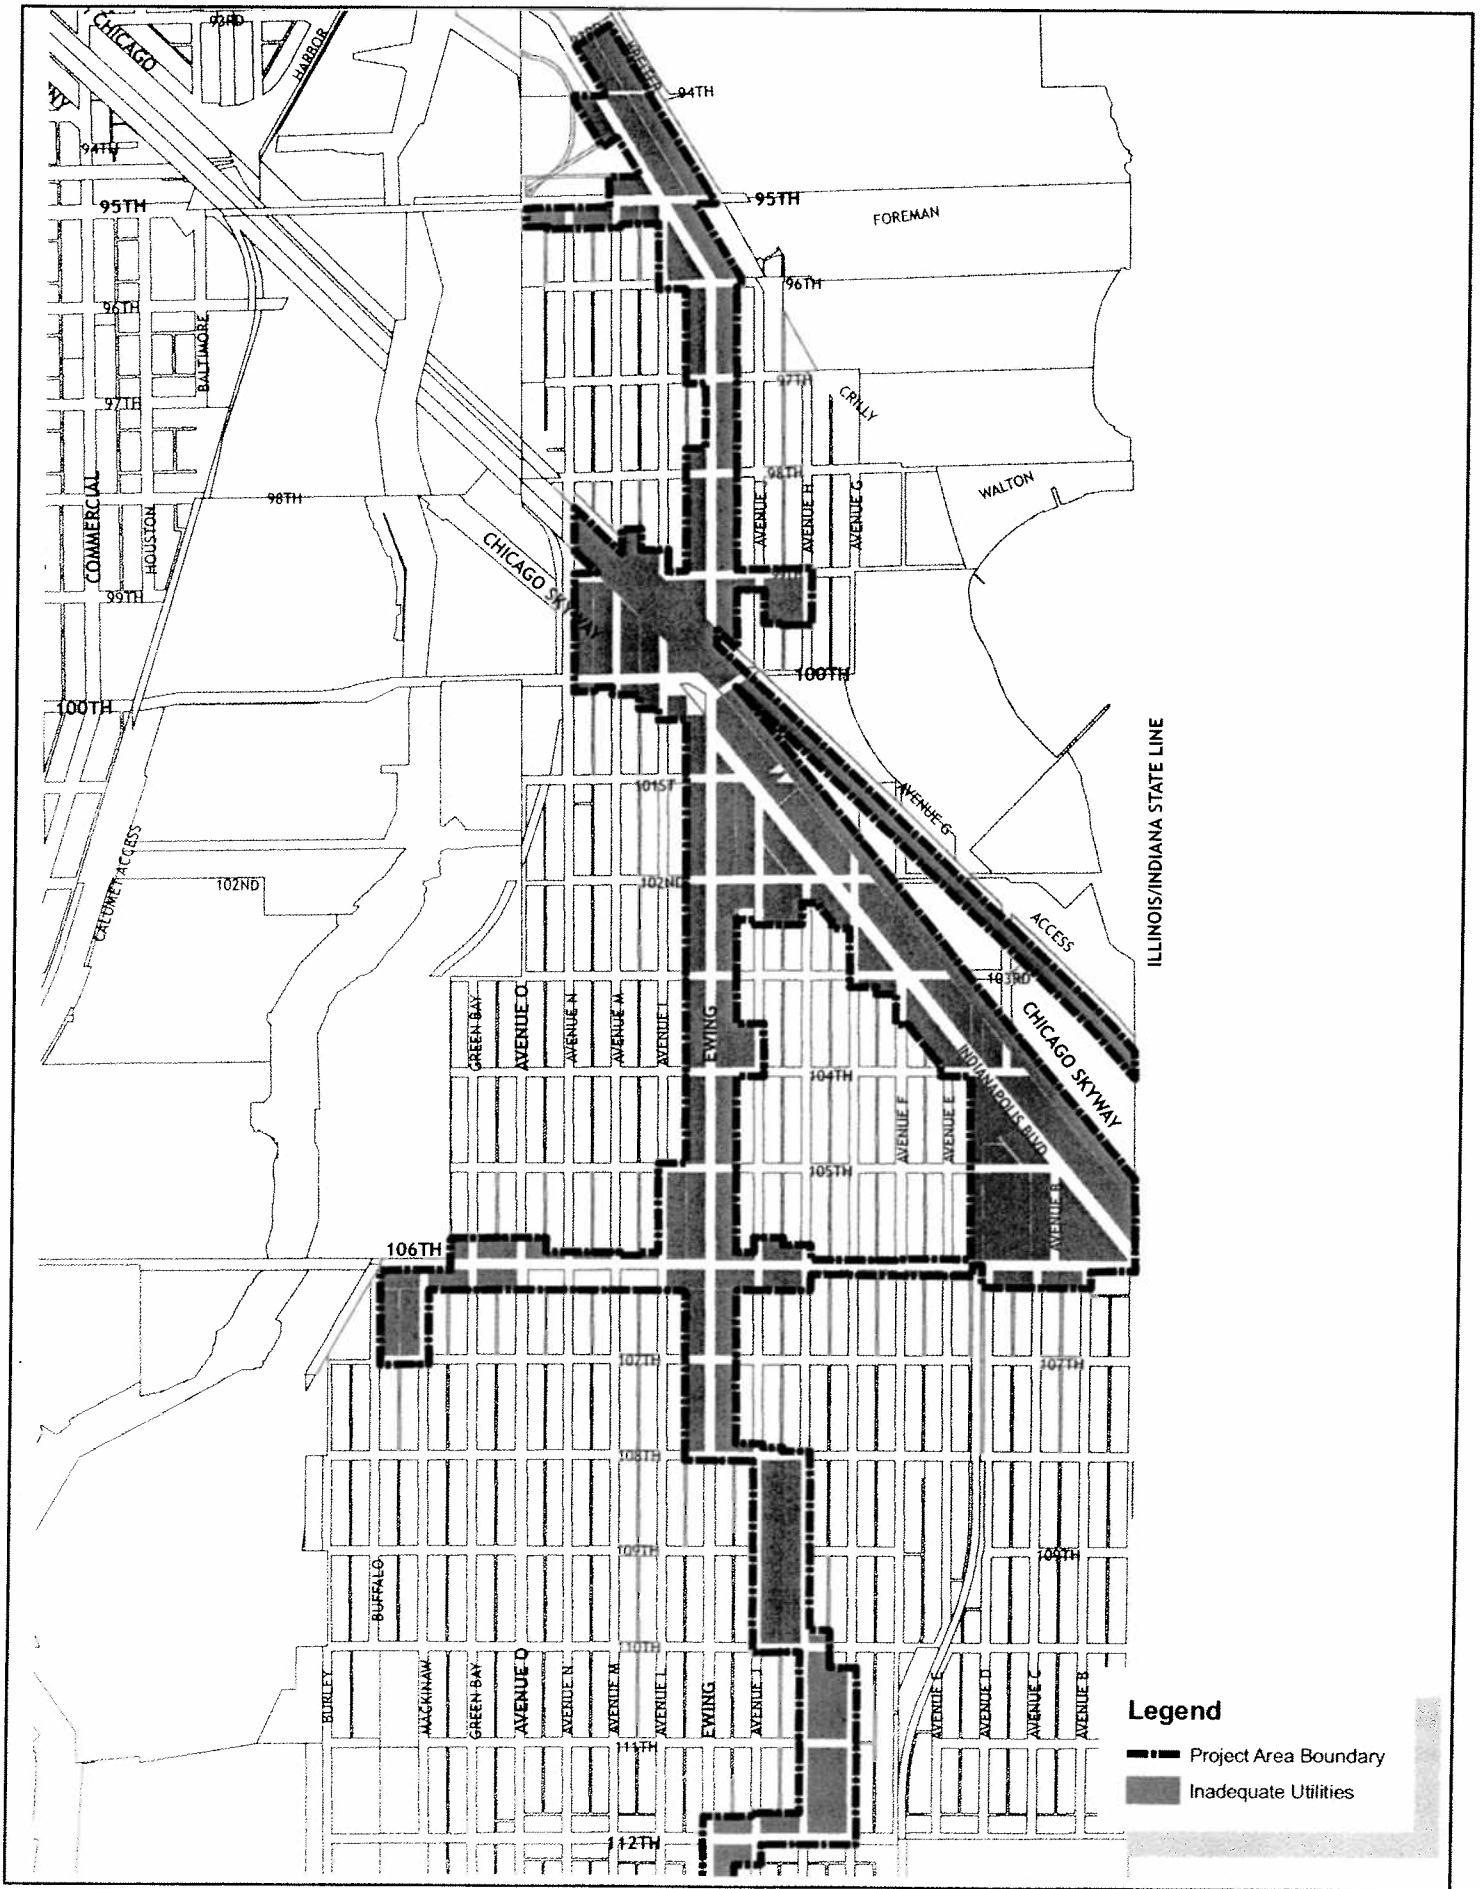 93RD
CHICAGO
HARBOR
WY
94TH
94TH
95TH
95TH
FOREMAN
96TH
96TH
BALTIMORE
97TH
97TH
CRILLY
98TH
98TH
WALTON
COMMERCIAL
HOUSTON
AVENUE H
AVENUE G
CHICAGO SKYWAY
99TH
100TH
100TH
ILLINOIS/INDIANA STATE LINE
101ST
AVENUE G
CALUMET ACCESS
102ND
102ND
ACCESS
103RD
GREEN BAY
AVENUE O
AVENUE N
AVENUE M
AVENUE L
EWING
CHICAGO SKYWAY
INDIANAPOLIS BLVD
104TH
AVENUE F
AVENUE E
105TH
AVENUE B
106TH
107TH
107TH
108TH
109TH
109TH
BUFFALO
110TH
BURLEY
MACKINAW
GREEN BAY
AVENUE O
AVENUE N
AVENUE M
AVENUE L
EWING
AVENUE J
AVENUE E
AVENUE D
AVENUE C
AVENUE B
111TH
112TH
Legend
Project Area Boundary
Inadequate Utilities